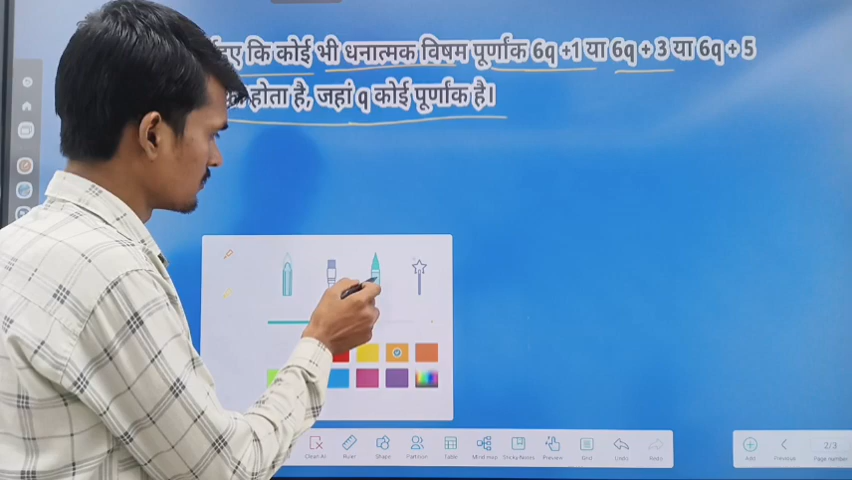 कि कोई भी धनात्मक विषम पूर्णांक 6q +1 या 6q + 3 या 6q + 5
होता है, जहां q कोई पूर्णांक है।
Clean All Ruler Shape Partition Table Mind map Sticky Notes Preview Grid Undo Redo
Add Previous 2/3 Page number